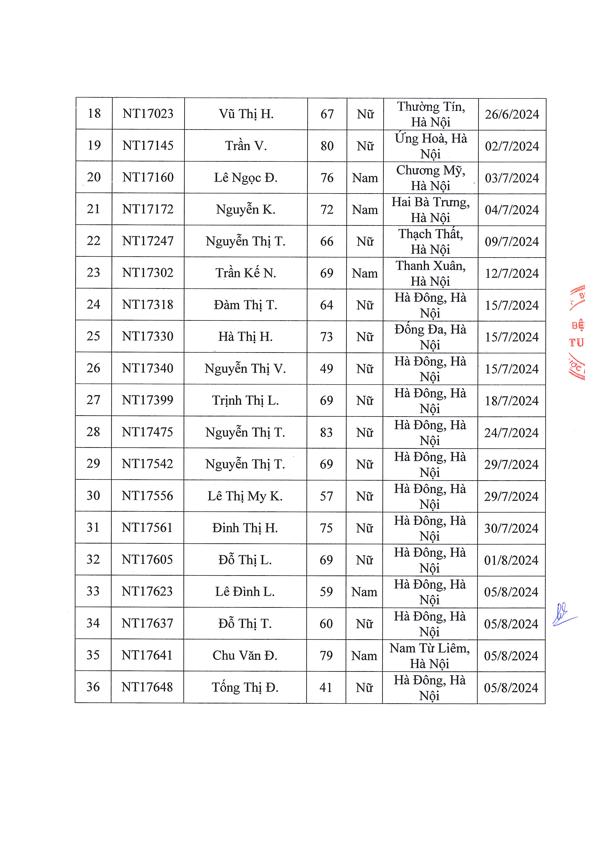 18 NT17023 Vũ Thị H. 67 Nữ Thường Tín, Hà Nội 26/6/2024
19 NT17145 Trần V. 80 Nữ Ứng Hoà, Hà Nội 02/7/2024
20 NT17160 Lê Ngọc Đ. 76 Nam Chương Mỹ, Hà Nội 03/7/2024
21 NT17172 Nguyễn K. 72 Nam Hai Bà Trưng, Hà Nội 04/7/2024
22 NT17247 Nguyễn Thị T. 66 Nữ Thạch Thất, Hà Nội 09/7/2024
23 NT17302 Trần Kế N. 69 Nam Thanh Xuân, Hà Nội 12/7/2024
24 NT17318 Đàm Thị T. 64 Nữ Hà Đông, Hà Nội 15/7/2024
25 NT17330 Hà Thị H. 73 Nữ Đống Đa, Hà Nội 15/7/2024
26 NT17340 Nguyễn Thị V. 49 Nữ Hà Đông, Hà Nội 15/7/2024
27 NT17399 Trịnh Thị L. 69 Nữ Hà Đông, Hà Nội 18/7/2024
28 NT17475 Nguyễn Thị T. 83 Nữ Hà Đông, Hà Nội 24/7/2024
29 NT17542 Nguyễn Thị T. 69 Nữ Hà Đông, Hà Nội 29/7/2024
30 NT17556 Lê Thị My K. 57 Nữ Hà Đông, Hà Nội 29/7/2024
31 NT17561 Đinh Thị H. 75 Nữ Hà Đông, Hà Nội 30/7/2024
32 NT17605 Đỗ Thị L. 69 Nữ Hà Đông, Hà Nội 01/8/2024
33 NT17623 Lê Đình L. 59 Nam Hà Đông, Hà Nội 05/8/2024
34 NT17637 Đỗ Thị T. 60 Nữ Hà Đông, Hà Nội 05/8/2024
35 NT17641 Chu Văn Đ. 79 Nam Nam Từ Liêm, Hà Nội 05/8/2024
36 NT17648 Tống Thị Đ. 41 Nữ Hà Đông, Hà Nội 05/8/2024
BỆ
TU